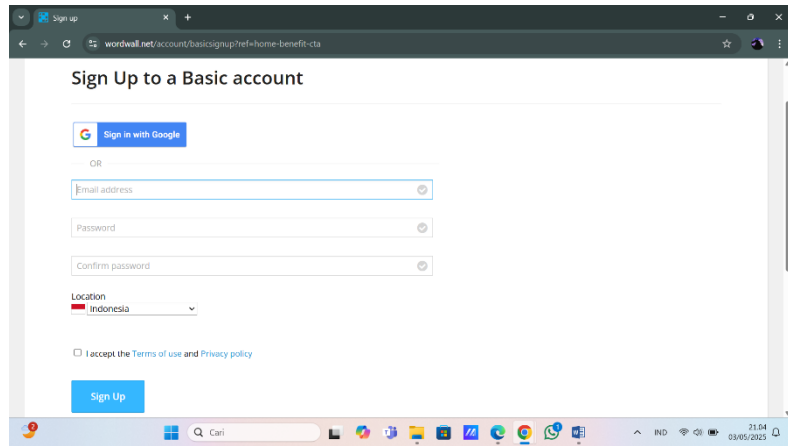 Sign up
wordwall.net/account/basicsignup?ref=home-benefit-cta
Sign Up to a Basic account
Sign in with Google
OR
Email address
Password
Confirm password
Location
Indonesia
I accept the Terms of use and Privacy policy
Sign Up
2
Cari
2
IND
21.04
03/05/2025